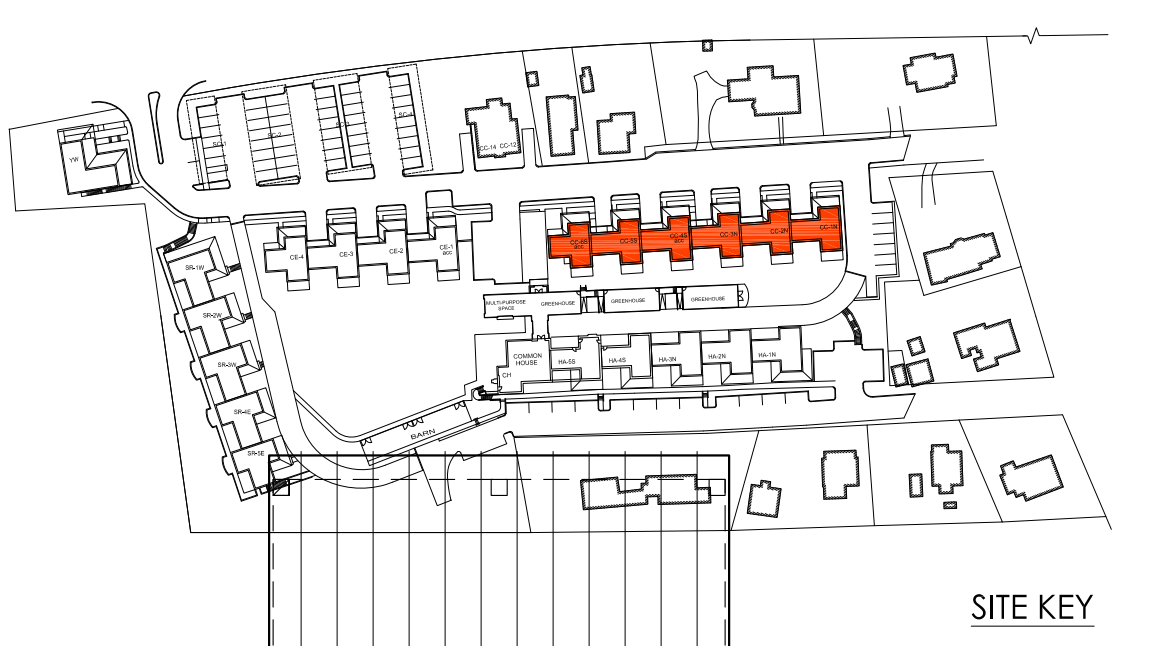 SC-1
SC-2
SC-3
SC-4
CC-14 CC-12
YW
CE-4
CE-3
CE-2
CE-1
acc
CC-6S
acc
CC-5S
CC-4S
acc
CC-3N
CC-2N
CC-1N
SR-1W
SR-2W
SR-3W
SR-4E
SR-5E
MULTI-PURPOSE
SPACE
GREENHOUSE
GREENHOUSE
GREENHOUSE
COMMON
HOUSE
CH
HA-5S
HA-4S
HA-3N
HA-2N
HA-1N
BARN
SITE KEY